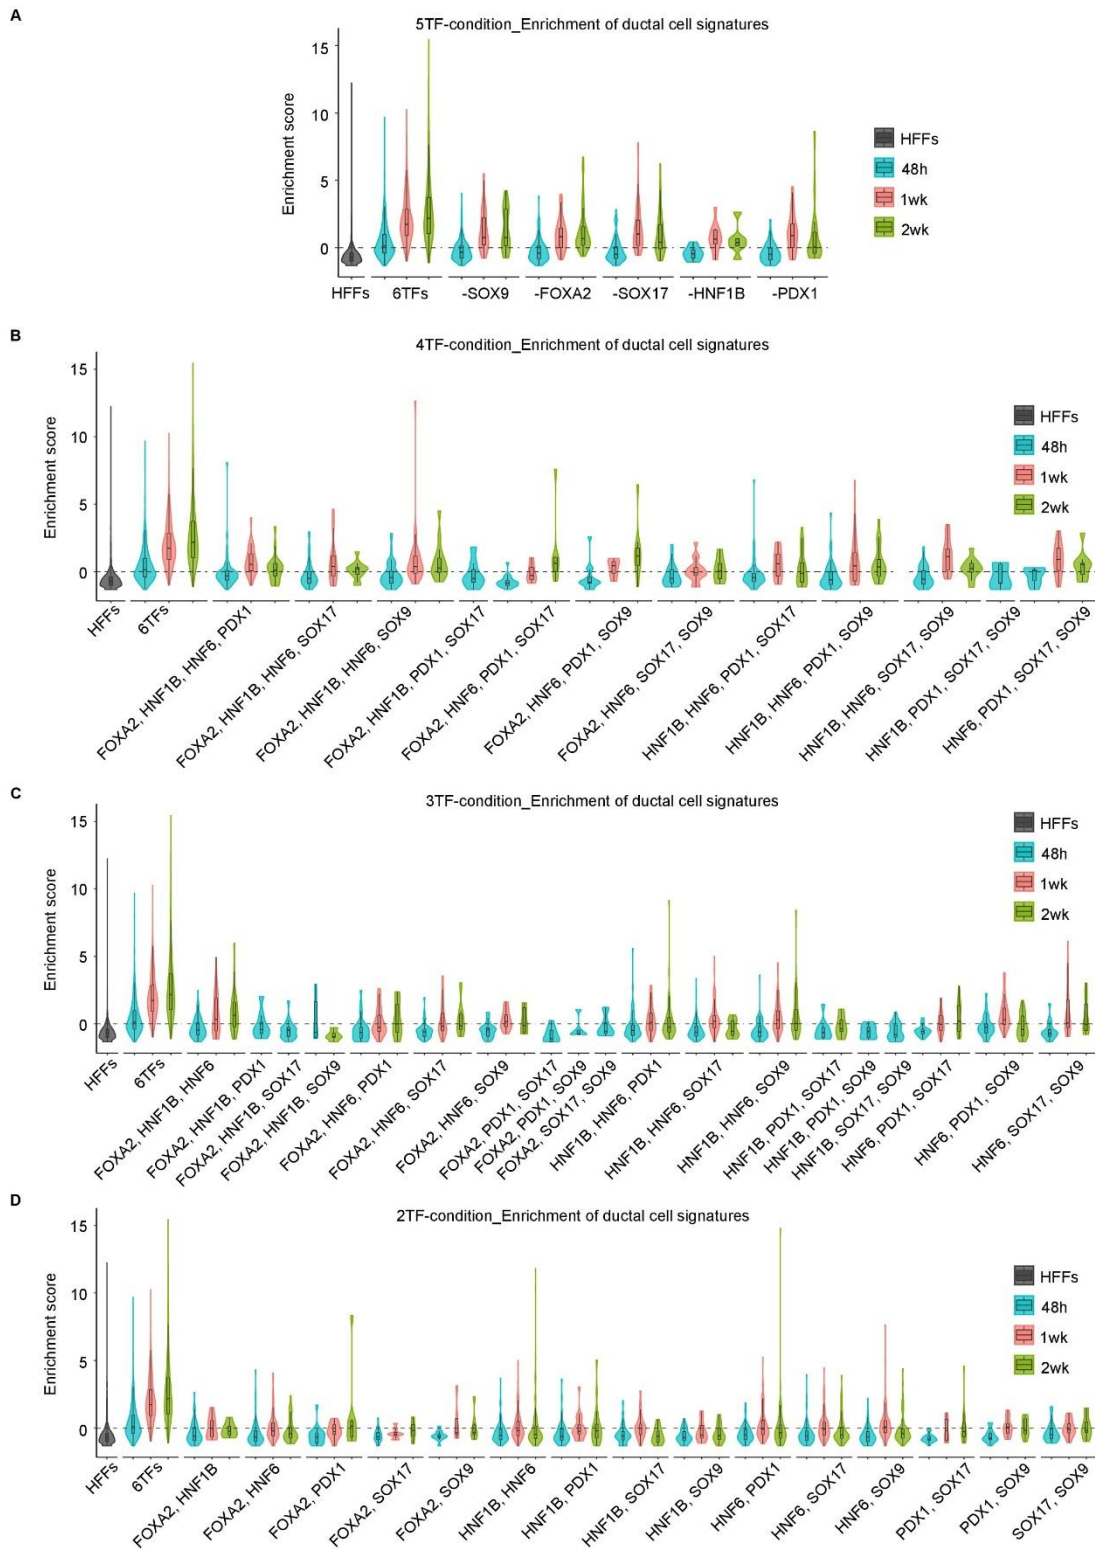 A
5TF-condition_Enrichment of ductal cell signatures
Enrichment score
15
10
5
0
HFFs
48h
1wk
2wk
HFFs 6TFs -SOX9 -FOXA2 -SOX17 -HNF1B -PDX1
B
4TF-condition_Enrichment of ductal cell signatures
Enrichment score
15
10
5
0
HFFs
48h
1wk
2wk
HFFs
6TFs
FOXA2, HNF1B, HNF6, PDX1
FOXA2, HNF1B, HNF6, SOX17
FOXA2, HNF1B, HNF6, SOX9
FOXA2, HNF1B, PDX1, SOX17
FOXA2, HNF6, PDX1, SOX17
FOXA2, HNF6, PDX1, SOX9
FOXA2, HNF6, SOX17, SOX9
HNF1B, HNF6, PDX1, SOX17
HNF1B, HNF6, PDX1, SOX9
HNF1B, HNF6, SOX17, SOX9
HNF1B, PDX1, SOX17, SOX9
HNF6, PDX1, SOX17, SOX9
C
3TF-condition_Enrichment of ductal cell signatures
Enrichment score
15
10
5
0
HFFs
48h
1wk
2wk
HFFs
6TFs
FOXA2, HNF1B, HNF6
FOXA2, HNF1B, PDX1
FOXA2, HNF1B, SOX17
FOXA2, HNF1B, SOX9
FOXA2, HNF6, PDX1
FOXA2, HNF6, SOX17
FOXA2, HNF6, SOX9
FOXA2, PDX1, SOX17
FOXA2, PDX1, SOX9
FOXA2, SOX17, SOX9
HNF1B, HNF6, PDX1
HNF1B, HNF6, SOX17
HNF1B, HNF6, SOX9
HNF1B, PDX1, SOX17
HNF1B, PDX1, SOX9
HNF1B, SOX17, SOX9
HNF6, PDX1, SOX17
HNF6, PDX1, SOX9
HNF6, SOX17, SOX9
D
2TF-condition_Enrichment of ductal cell signatures
Enrichment score
15
10
5
0
HFFs
48h
1wk
2wk
HFFs
6TFs
FOXA2, HNF1B
FOXA2, HNF6
FOXA2, PDX1
FOXA2, SOX17
FOXA2, SOX9
HNF1B, HNF6
HNF1B, PDX1
HNF1B, SOX17
HNF1B, SOX9
HNF6, PDX1
HNF6, SOX17
HNF6, SOX9
PDX1, SOX17
PDX1, SOX9
SOX17, SOX9